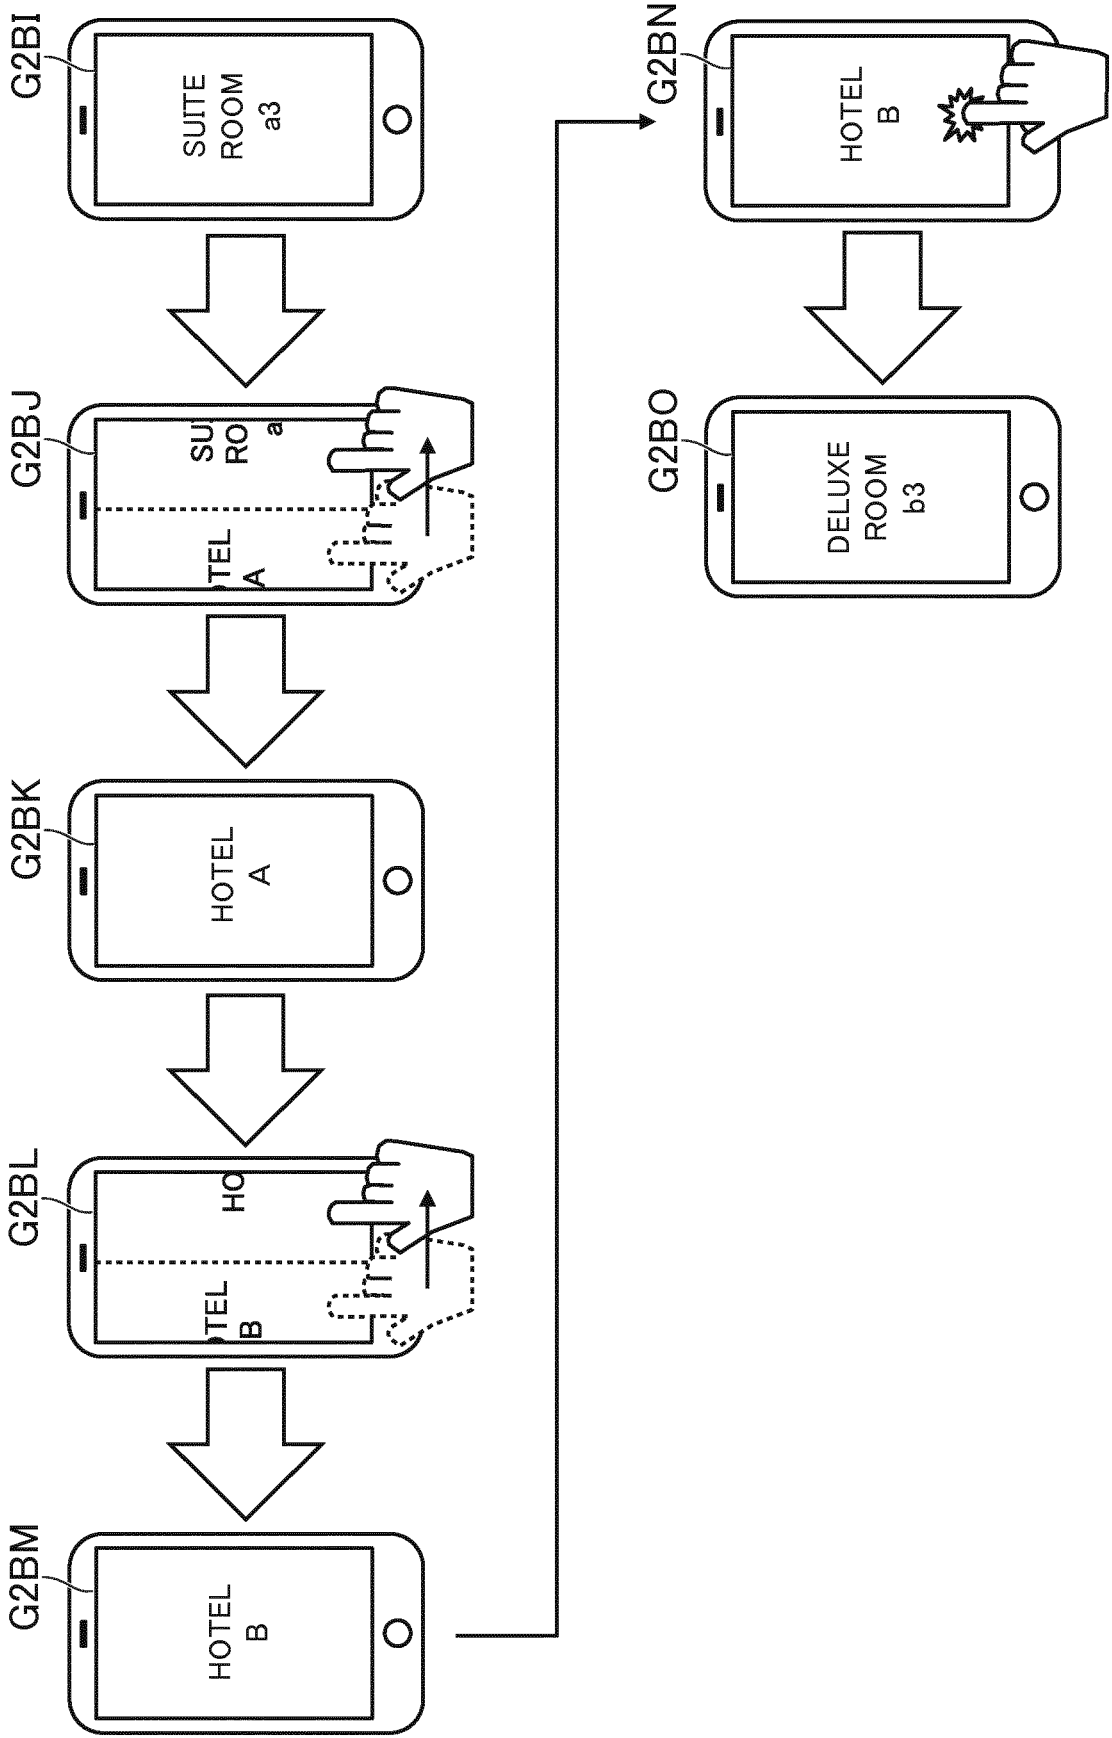 G2BI
SUITE
ROOM
a3
G2BJ
SU
RO
a
TEL
A
G2BK
HOTEL
A
G2BL
HO
TEL
B
G2BM
HOTEL
B
G2BN
HOTEL
B
G2BO
DELUXE
ROOM
b3